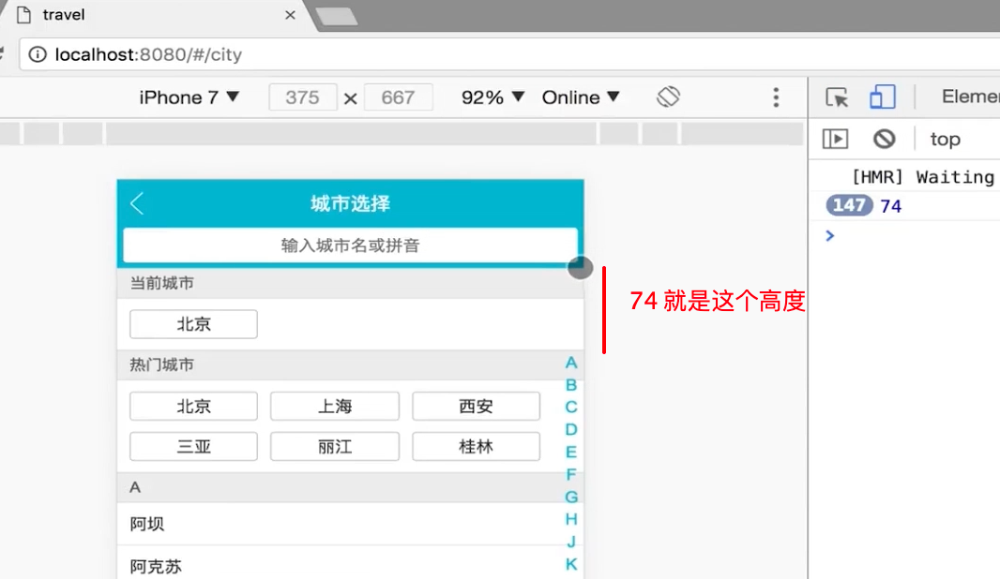 travel
localhost:8080/#/city
iPhone 7 ▼ 375 × 667 92% ▼ Online ▼
Elemer
top
[HMR] Waiting
147 74
城市选择
输入城市名或拼音
当前城市
74 就是这个高度
北京
热门城市
北京 上海 西安
三亚 丽江 桂林
A
阿坝
阿克苏
A
B
C
D
E
F
G
H
J
K